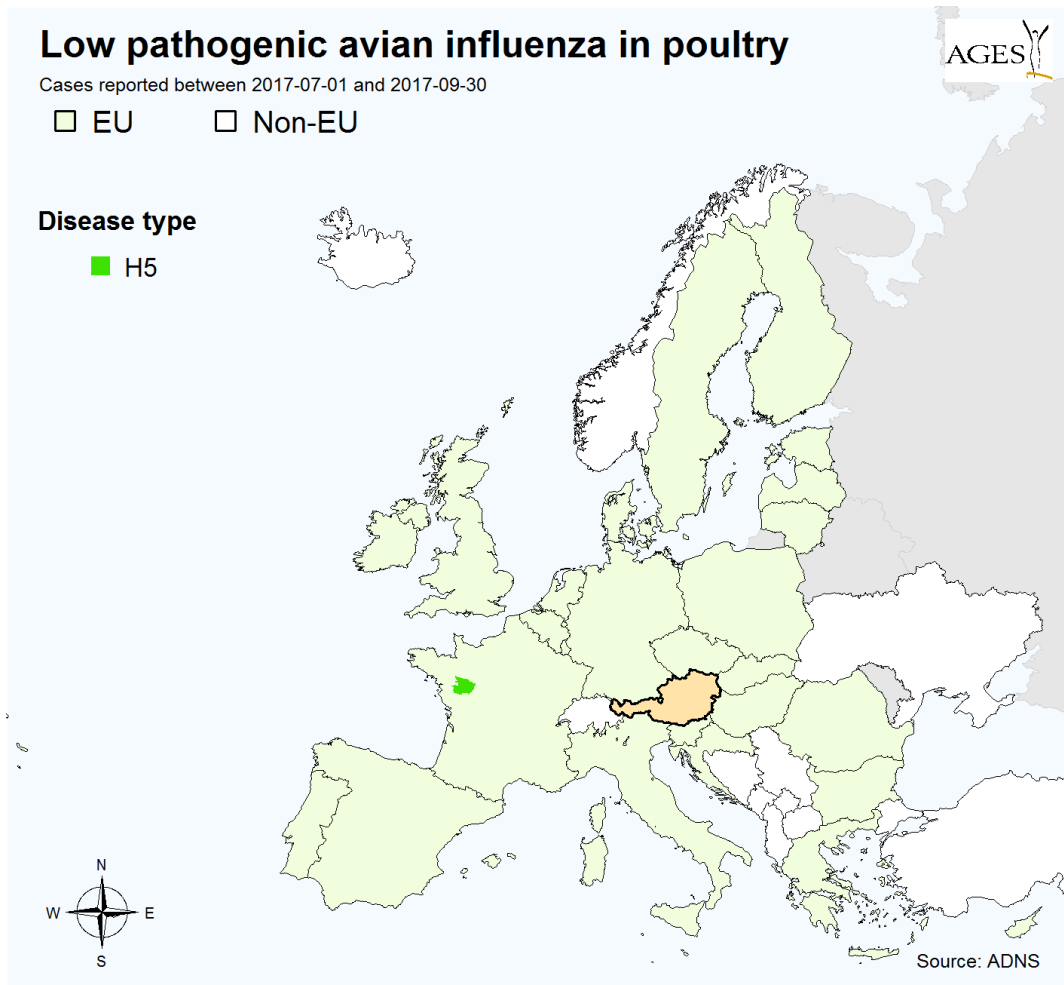 Low pathogenic avian influenza in poultry
Cases reported between 2017-07-01 and 2017-09-30
EU Non-EU
AGES
Disease type
H5
N
W E
S
Source: ADNS